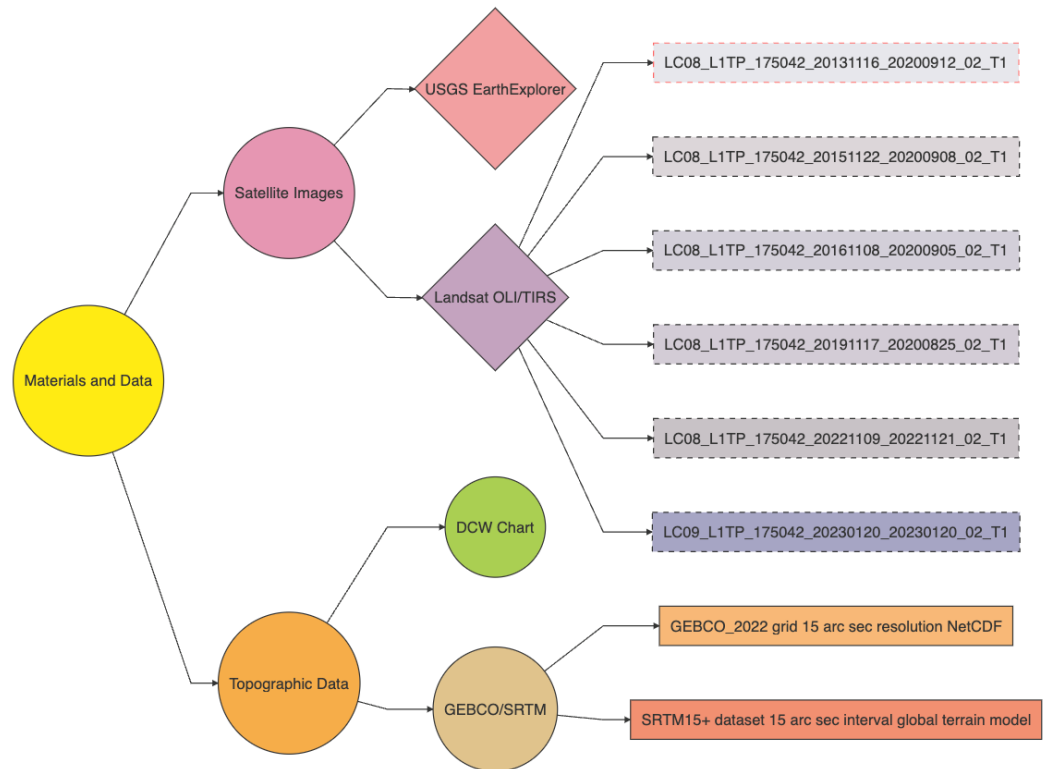 LC08_L1TP_175042_20131116_20200912_02_T1
USGS EarthExplorer
LC08_L1TP_175042_20151122_20200908_02_T1
Satellite Images
LC08_L1TP_175042_20161108_20200905_02_T1
Landsat OLI/TIRS
LC08_L1TP_175042_20191117_20200825_02_T1
Materials and Data
LC08_L1TP_175042_20221109_20221121_02_T1
DCW Chart
LC09_L1TP_175042_20230120_20230120_02_T1
GEBCO_2022 grid 15 arc sec resolution NetCDF
Topographic Data
GEBCO/SRTM
SRTM15+ dataset 15 arc sec interval global terrain model